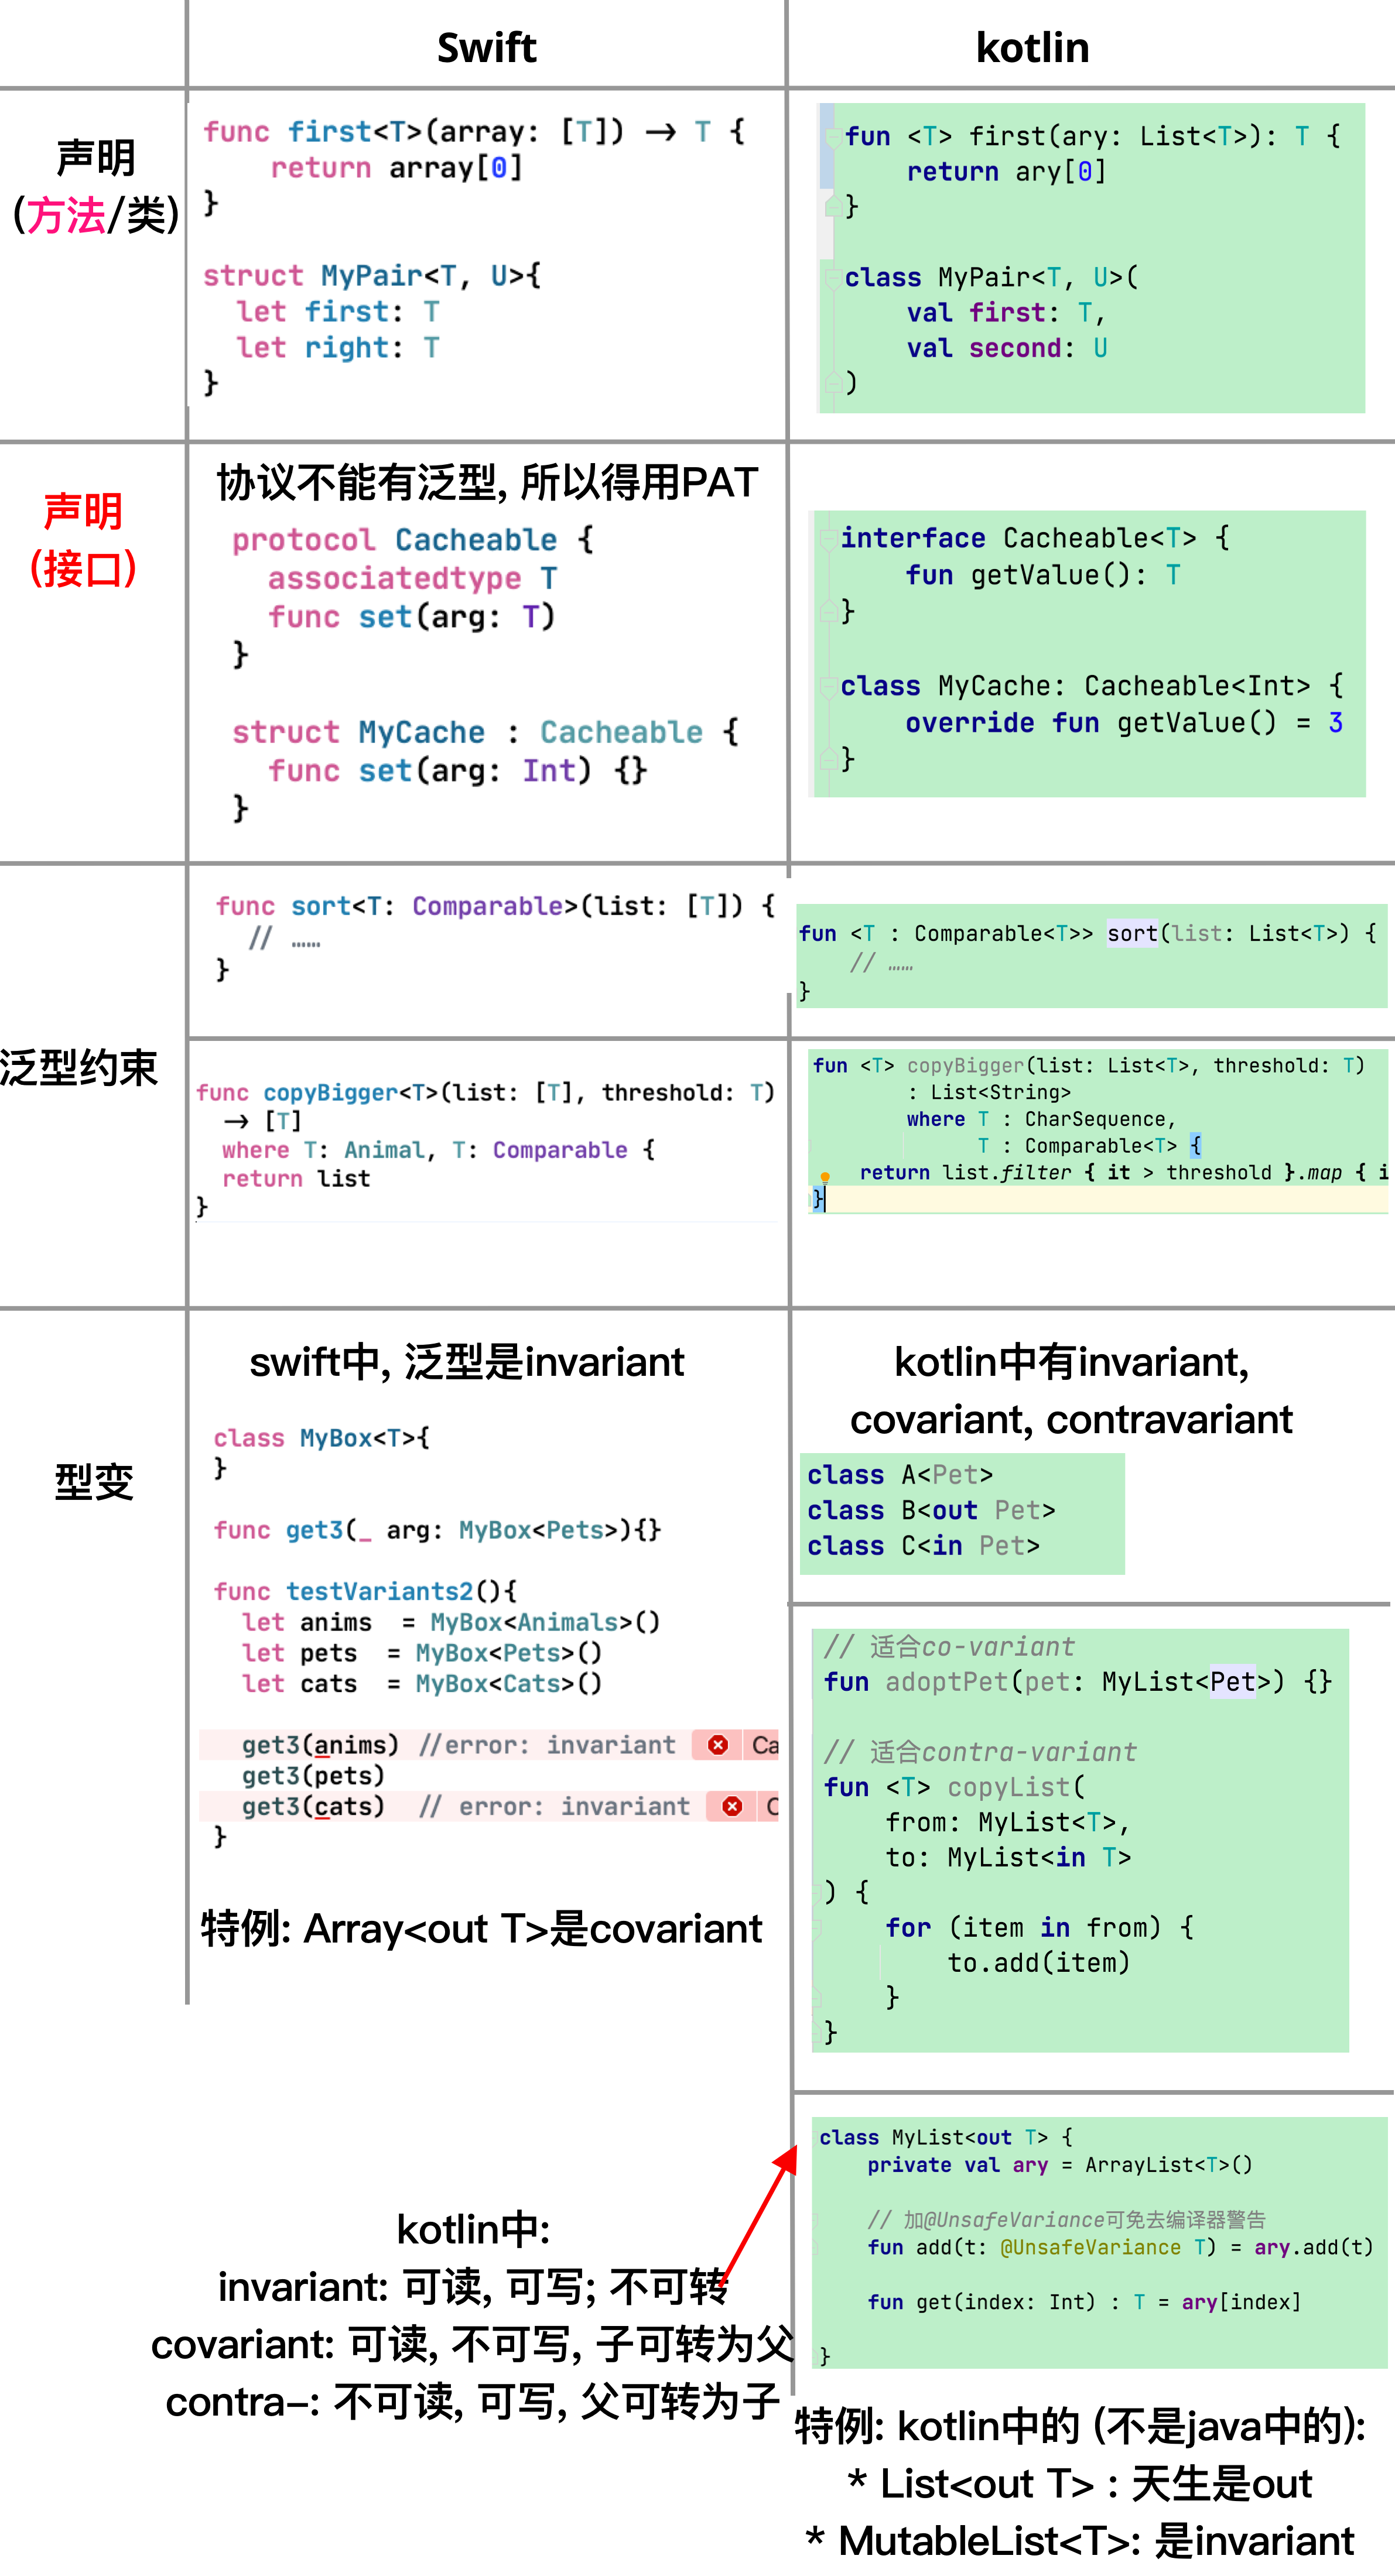 Swift
kotlin
声明
(方法/类)
func first<T>(array: [T]) → T {
    return array[0]
}
struct MyPair<T, U>{
  let first: T
  let right: T
}
fun <T> first(ary: List<T>): T {
    return ary[0]
}
class MyPair<T, U>(
    val first: T,
    val second: U
)
声明
(接口)
协议不能有泛型, 所以得用PAT
protocol Cacheable {
  associatedtype T
  func set(arg: T)
}
struct MyCache : Cacheable {
  func set(arg: Int) {}
}
interface Cacheable<T> {
    fun getValue(): T
}
class MyCache: Cacheable<Int> {
    override fun getValue() = 3
}
泛型约束
func sort<T: Comparable>(list: [T]) {
  // ……
}
fun <T : Comparable<T>> sort(list: List<T>) {
    // ……
}
func copyBigger<T>(list: [T], threshold: T)
  → [T]
  where T: Animal, T: Comparable {
  return list
}
fun <T> copyBigger(list: List<T>, threshold: T)
      : List<String>
      where T : CharSequence,
            T : Comparable<T> {
    return list.filter { it > threshold }.map { i
}
型变
swift中, 泛型是invariant
class MyBox<T>{
}
func get3(_ arg: MyBox<Pets>){}
func testVariants2(){
  let anims  = MyBox<Animals>()
  let pets  = MyBox<Pets>()
  let cats  = MyBox<Cats>()
  get3(anims) //error: invariant Ca
  get3(pets)
  get3(cats)  // error: invariant C
}
特例: Array<out T>是covariant
kotlin中有invariant,
covariant, contravariant
class A<Pet>
class B<out Pet>
class C<in Pet>
// 适合co-variant
fun adoptPet(pet: MyList<Pet>) {}
// 适合contra-variant
fun <T> copyList(
    from: MyList<T>,
    to: MyList<in T>
) {
    for (item in from) {
        to.add(item)
    }
}
class MyList<out T> {
    private val ary = ArrayList<T>()
    // 加@UnsafeVariance可免去编译器警告
    fun add(t: @UnsafeVariance T) = ary.add(t)
    fun get(index: Int) : T = ary[index]
}
kotlin中:
invariant: 可读, 可写; 不可转
covariant: 可读, 不可写, 子可转为父
contra–: 不可读, 可写, 父可转为子
特例: kotlin中的 (不是java中的):
* List<out T> : 天生是out
* MutableList<T>: 是invariant